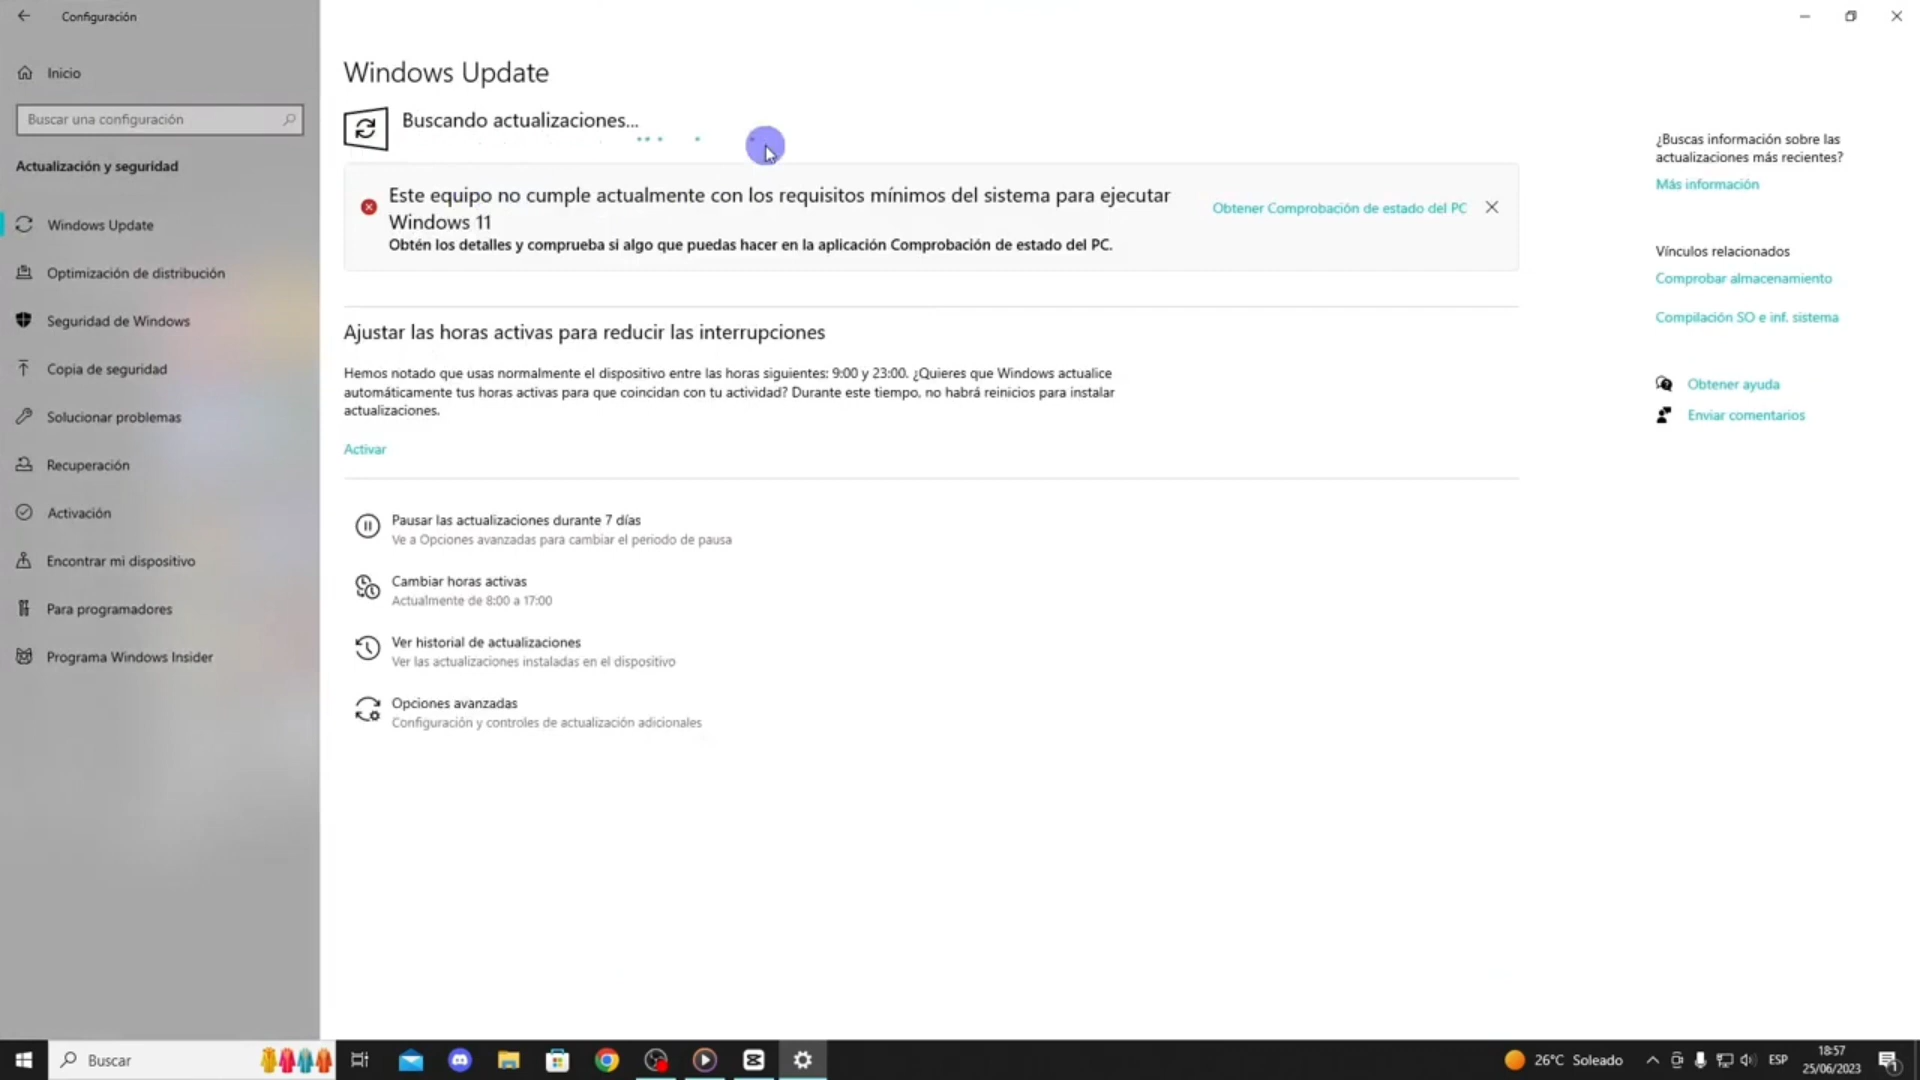 Configuración
Inicio
Buscar una configuración
Actualización y seguridad
Windows Update
Optimización de distribución
Seguridad de Windows
Copia de seguridad
Solucionar problemas
Recuperación
Activación
Encontrar mi dispositivo
Para programadores
Programa Windows Insider
Windows Update
Buscando actualizaciones...
Este equipo no cumple actualmente con los requisitos mínimos del sistema para ejecutar
Windows 11
Obtén los detalles y comprueba si algo que puedas hacer en la aplicación Comprobación de estado del PC.
Obtener Comprobación de estado del PC
Ajustar las horas activas para reducir las interrupciones
Hemos notado que usas normalmente el dispositivo entre las horas siguientes: 9:00 y 23:00. ¿Quieres que Windows actualice
automáticamente tus horas activas para que coincidan con tu actividad? Durante este tiempo, no habrá reinicios para instalar
actualizaciones.
Activar
Pausar las actualizaciones durante 7 días
Ve a Opciones avanzadas para cambiar el periodo de pausa
Cambiar horas activas
Actualmente de 8:00 a 17:00
Ver historial de actualizaciones
Ver las actualizaciones instaladas en el dispositivo
Opciones avanzadas
Configuración y controles de actualización adicionales
¿Buscas información sobre las
actualizaciones más recientes?
Más información
Vínculos relacionados
Comprobar almacenamiento
Compilación SO e inf. sistema
Obtener ayuda
Enviar comentarios
Buscar
26°C Soleado
ESP
18:57
25/06/2023
1